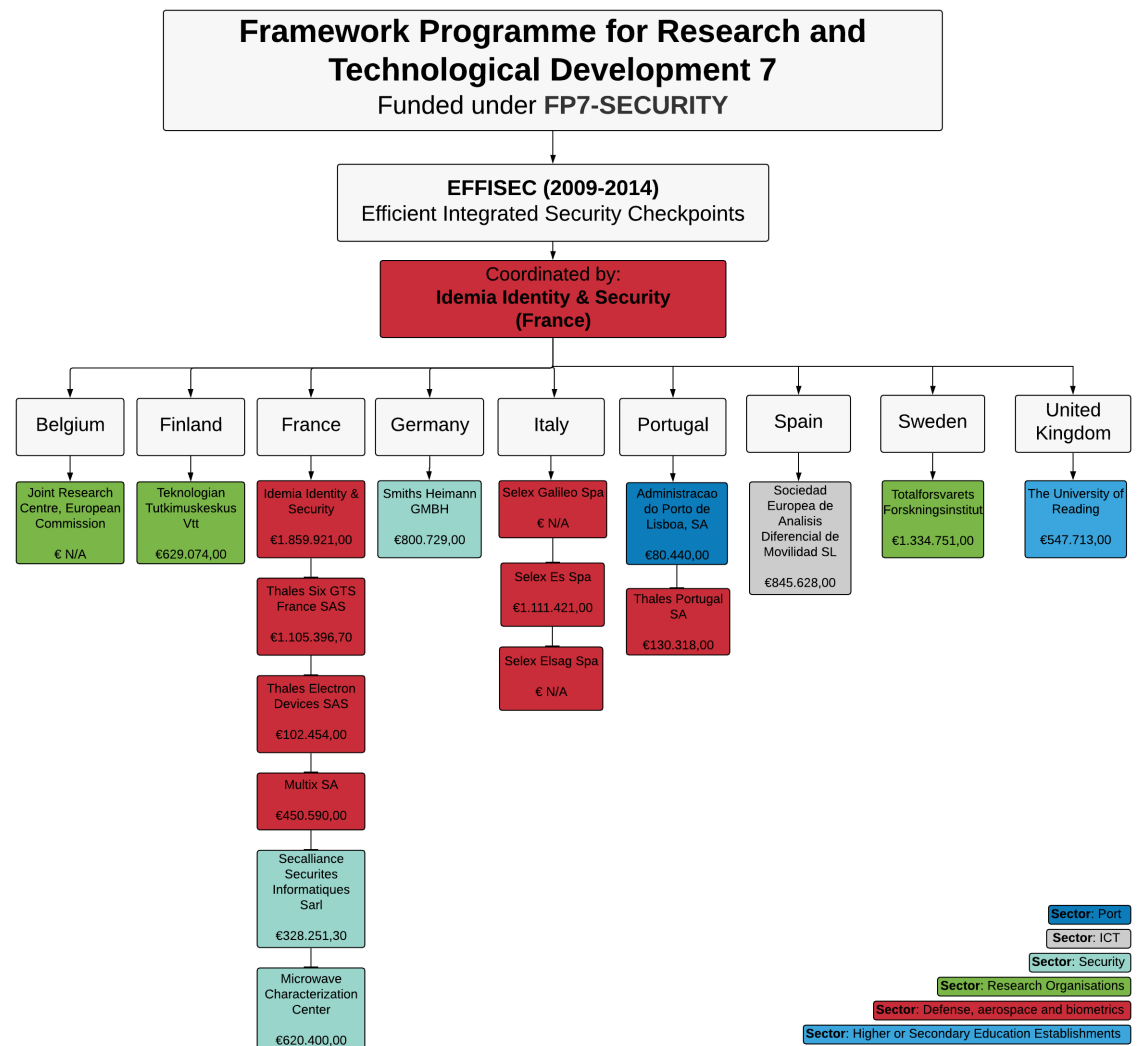 Framework Programme for Research and
Technological Development 7
Funded under FP7-SECURITY
EFFISEC (2009-2014)
Efficient Integrated Security Checkpoints
Coordinated by:
Idemia Identity & Security
(France)
Belgium
Finland
France
Germany
Italy
Portugal
Spain
Sweden
United
Kingdom
Joint Research
Centre, European
Commission
€ N/A
Teknologian
Tutkimuskeskus
Vtt
€629.074,00
Idemia Identity &
Security
€1.859.921,00
Thales Six GTS
France SAS
€1.105.396,70
Thales Electron
Devices SAS
€102.454,00
Multix SA
€450.590,00
Secalliance
Securites
Informatiques
Sarl
€328.251,30
Microwave
Characterization
Center
€620.400,00
Smiths Heimann
GMBH
€800.729,00
Selex Galileo Spa
€ N/A
Selex Es Spa
€1.111.421,00
Selex Elsag Spa
€ N/A
Administracao
do Porto de
Lisboa, SA
€80.440,00
Thales Portugal
SA
€130.318,00
Sociedad
Europea de
Analisis
Diferencial de
Movilidad SL
€845.628,00
Totalforsvarets
Forskningsinstitut
€1.334.751,00
The University of
Reading
€547.713,00
Sector: Port
Sector: ICT
Sector: Security
Sector: Research Organisations
Sector: Defense, aerospace and biometrics
Sector: Higher or Secondary Education Establishments